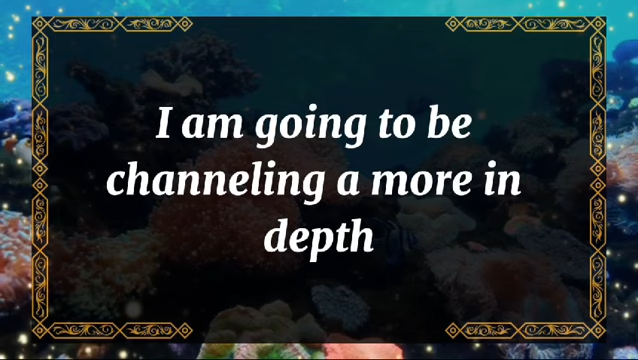 I am going to be
channeling a more in
depth